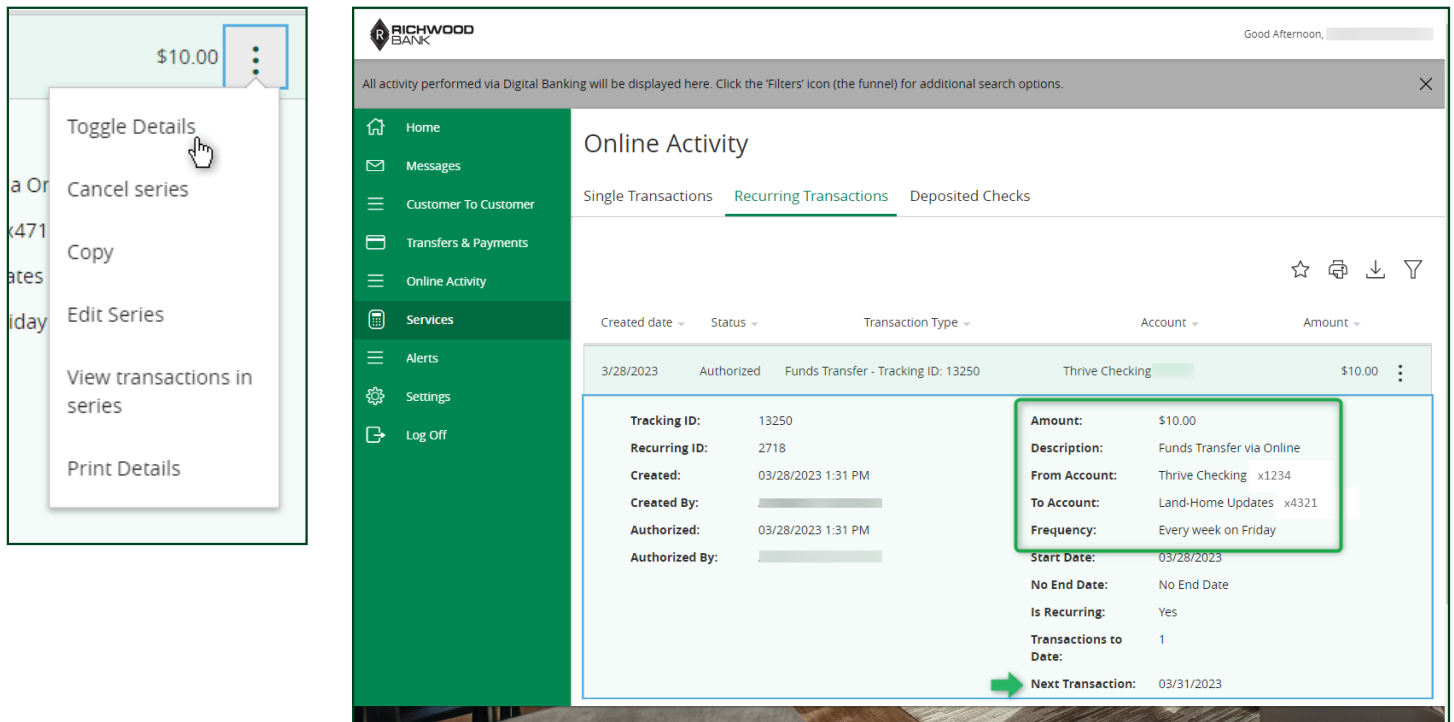 $10.00
Toggle Details
a Or
Cancel series
x471
Copy
ates
Edit Series
iday
View transactions in
series
Print Details
R RICHWOOD
BANK
Good Afternoon,
All activity performed via Digital Banking will be displayed here. Click the 'Filters' icon (the funnel) for additional search options.
Home
Messages
Customer To Customer
Transfers & Payments
Online Activity
Services
Alerts
Settings
Log Off
Online Activity
Single Transactions Recurring Transactions Deposited Checks
Created date Status Transaction Type Account Amount
3/28/2023 Authorized Funds Transfer - Tracking ID: 13250 Thrive Checking $10.00
Tracking ID: 13250
Recurring ID: 2718
Created: 03/28/2023 1:31 PM
Created By:
Authorized: 03/28/2023 1:31 PM
Authorized By:
Amount: $10.00
Description: Funds Transfer via Online
From Account: Thrive Checking x1234
To Account: Land-Home Updates x4321
Frequency: Every week on Friday
Start Date: 03/28/2023
No End Date: No End Date
Is Recurring: Yes
Transactions to 1
Date:
Next Transaction: 03/31/2023